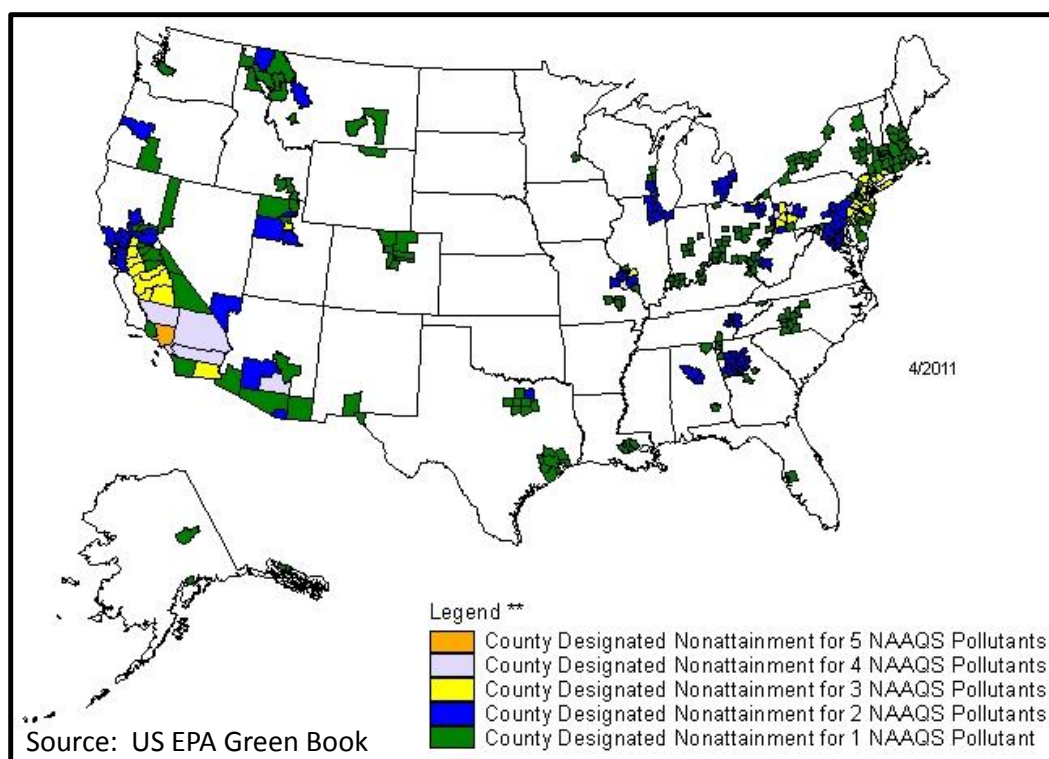 4/2011
Legend **
County Designated Nonattainment for 5 NAAQS Pollutants
County Designated Nonattainment for 4 NAAQS Pollutants
County Designated Nonattainment for 3 NAAQS Pollutants
County Designated Nonattainment for 2 NAAQS Pollutants
County Designated Nonattainment for 1 NAAQS Pollutant
Source: US EPA Green Book